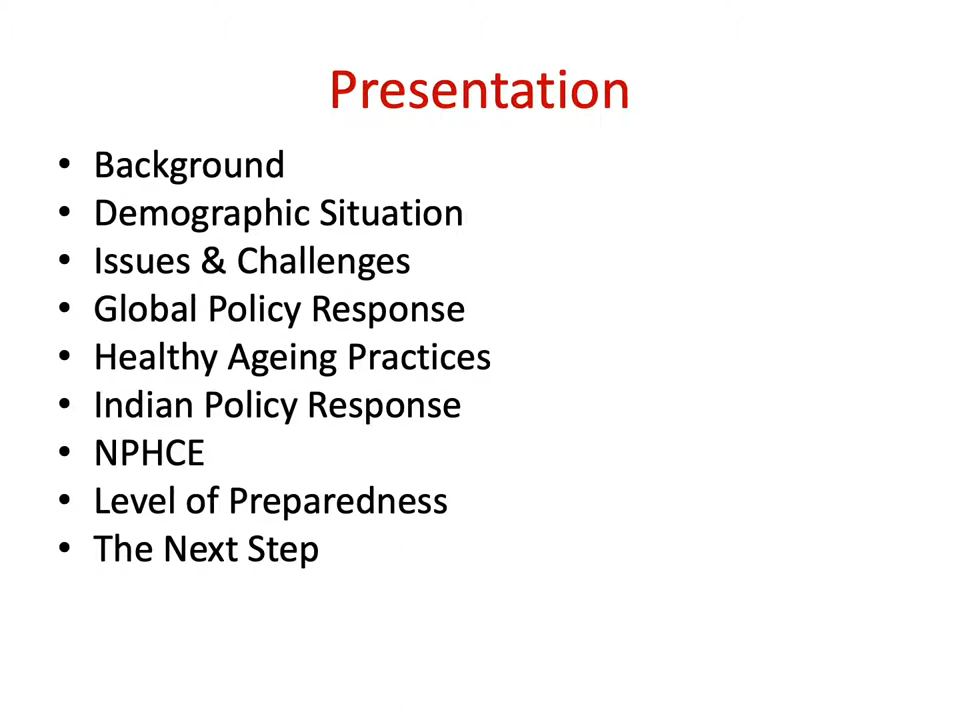 Presentation
• Background
• Demographic Situation
• Issues & Challenges
• Global Policy Response
• Healthy Ageing Practices
• Indian Policy Response
• NPHCE
• Level of Preparedness
• The Next Step